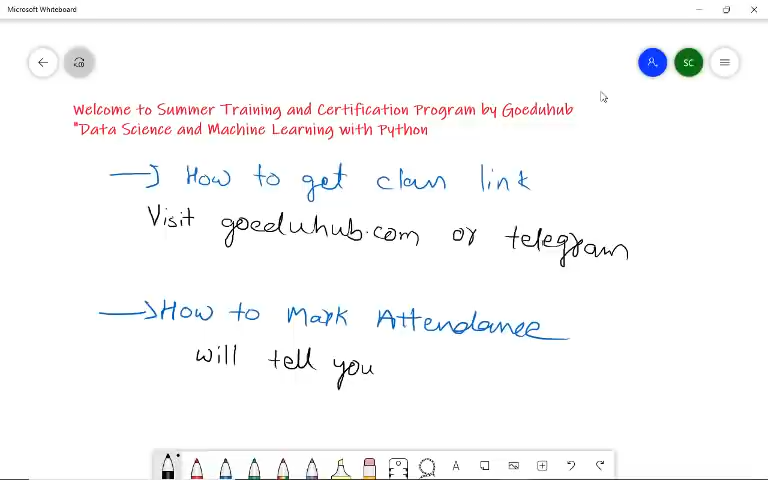 Microsoft Whiteboard
SC
Welcome to Summer Training and Certification Program by Goeduhub
"Data Science and Machine Learning with Python
How to get class link
Visit goeduhub.com or telegram
How to Mark Attendance
will tell you
A